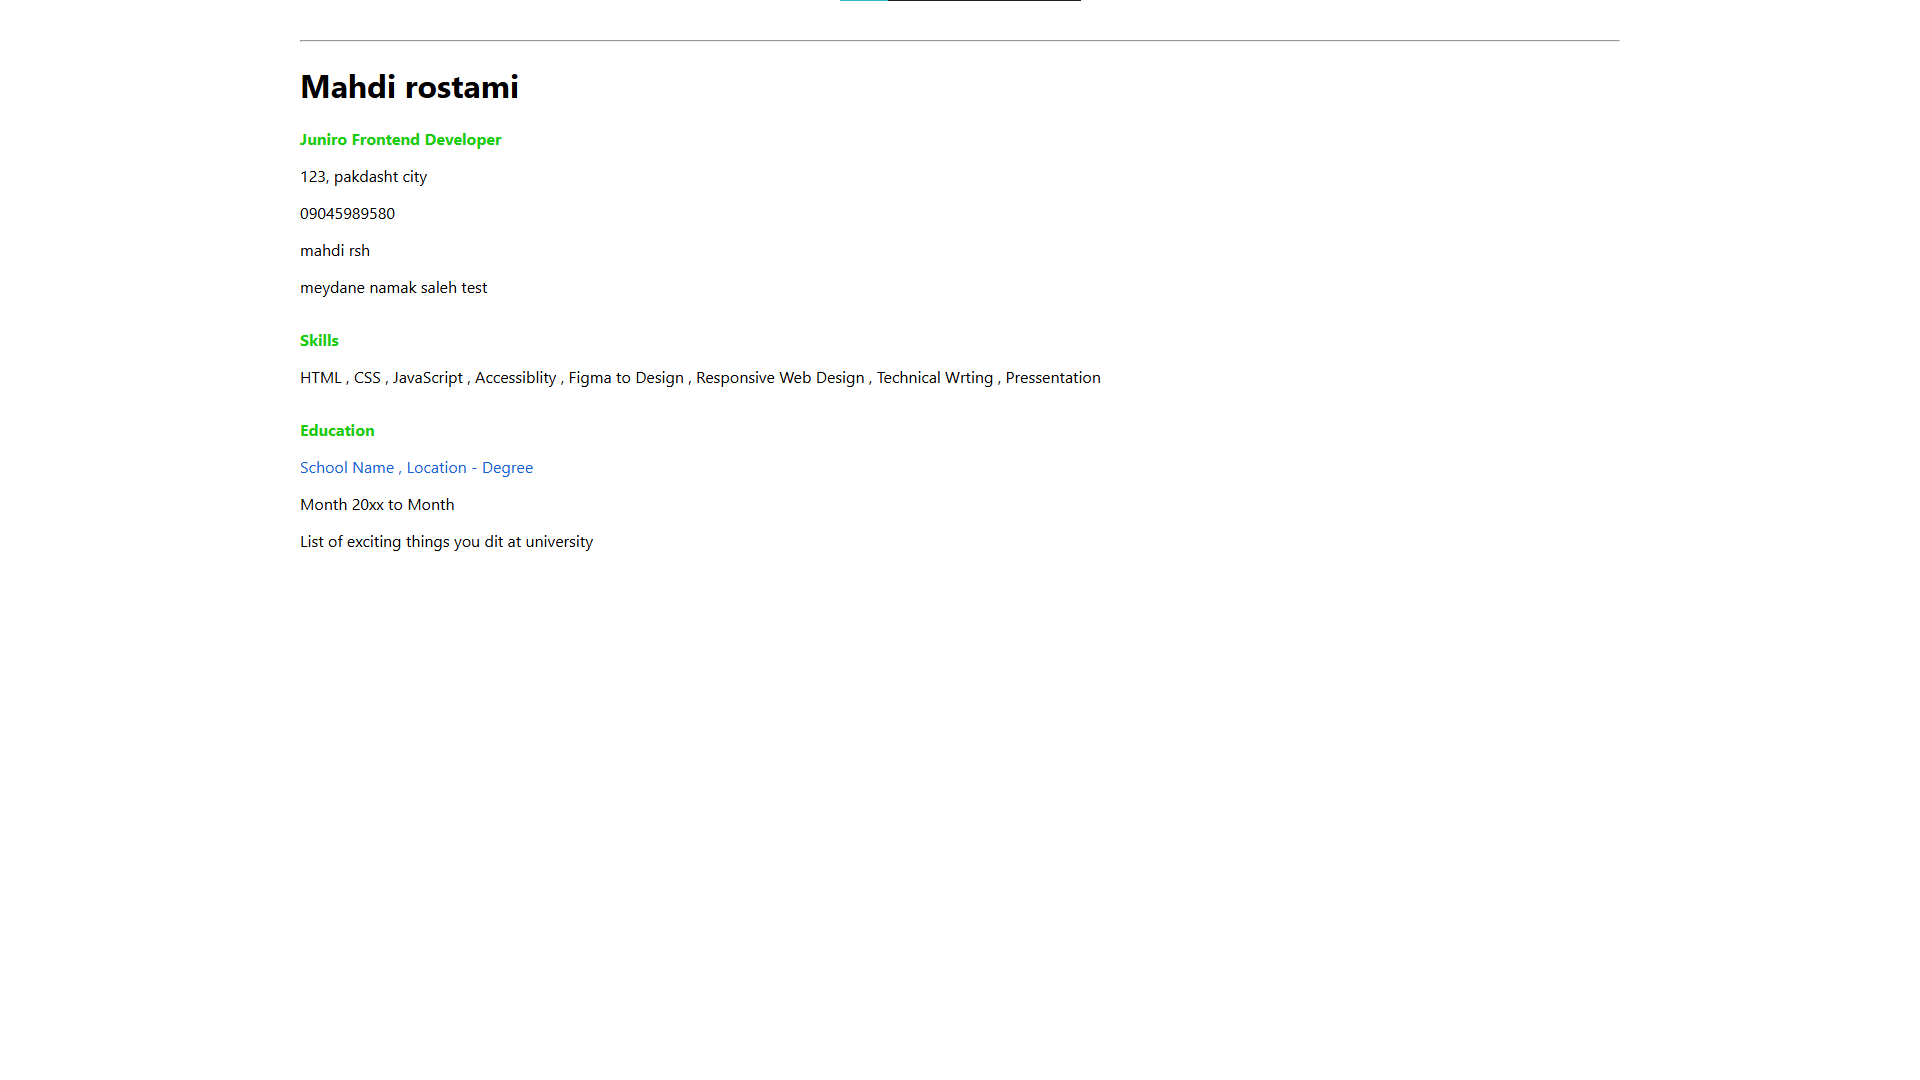 Mahdi rostami
Juniro Frontend Developer
123, pakdasht city
09045989580
mahdi rsh
meydane namak saleh test
Skills
HTML , CSS , JavaScript , Accessiblity , Figma to Design , Responsive Web Design , Technical Wrting , Pressentation
Education
School Name , Location - Degree
Month 20xx to Month
List of exciting things you dit at university